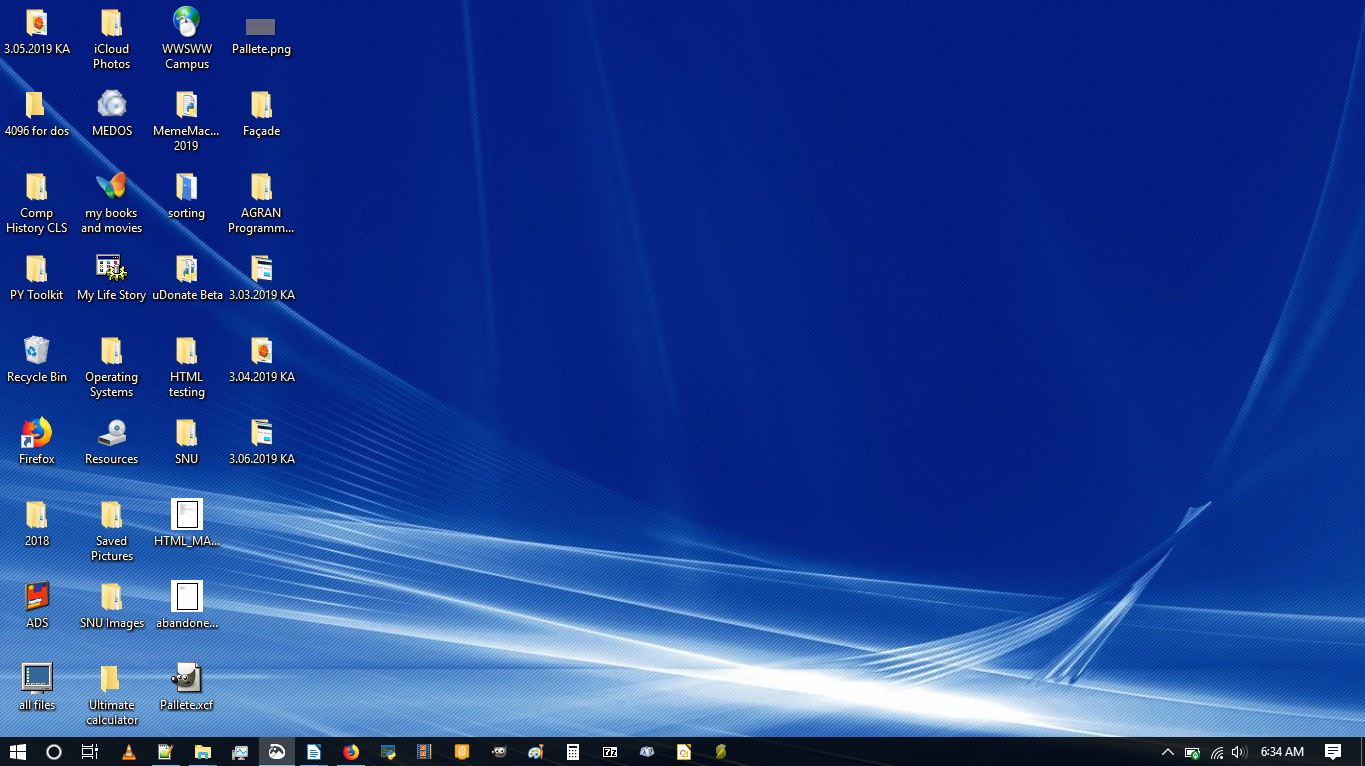 3.05.2019 KA
iCloud
Photos
WWSWW
Campus
Pallete.png
4096 for dos
MEDOS
MemeMac...
2019
Façade
Comp
History CLS
my books
and movies
sorting
AGRAN
Programm...
PY Toolkit
My Life Story
uDonate Beta
3.03.2019 KA
Recycle Bin
Operating
Systems
HTML
testing
3.04.2019 KA
Firefox
Resources
SNU
3.06.2019 KA
2018
Saved
Pictures
HTML_MA...
ADS
SNU Images
abandone...
all files
Ultimate
calculator
Pallete.xcf
6:34 AM